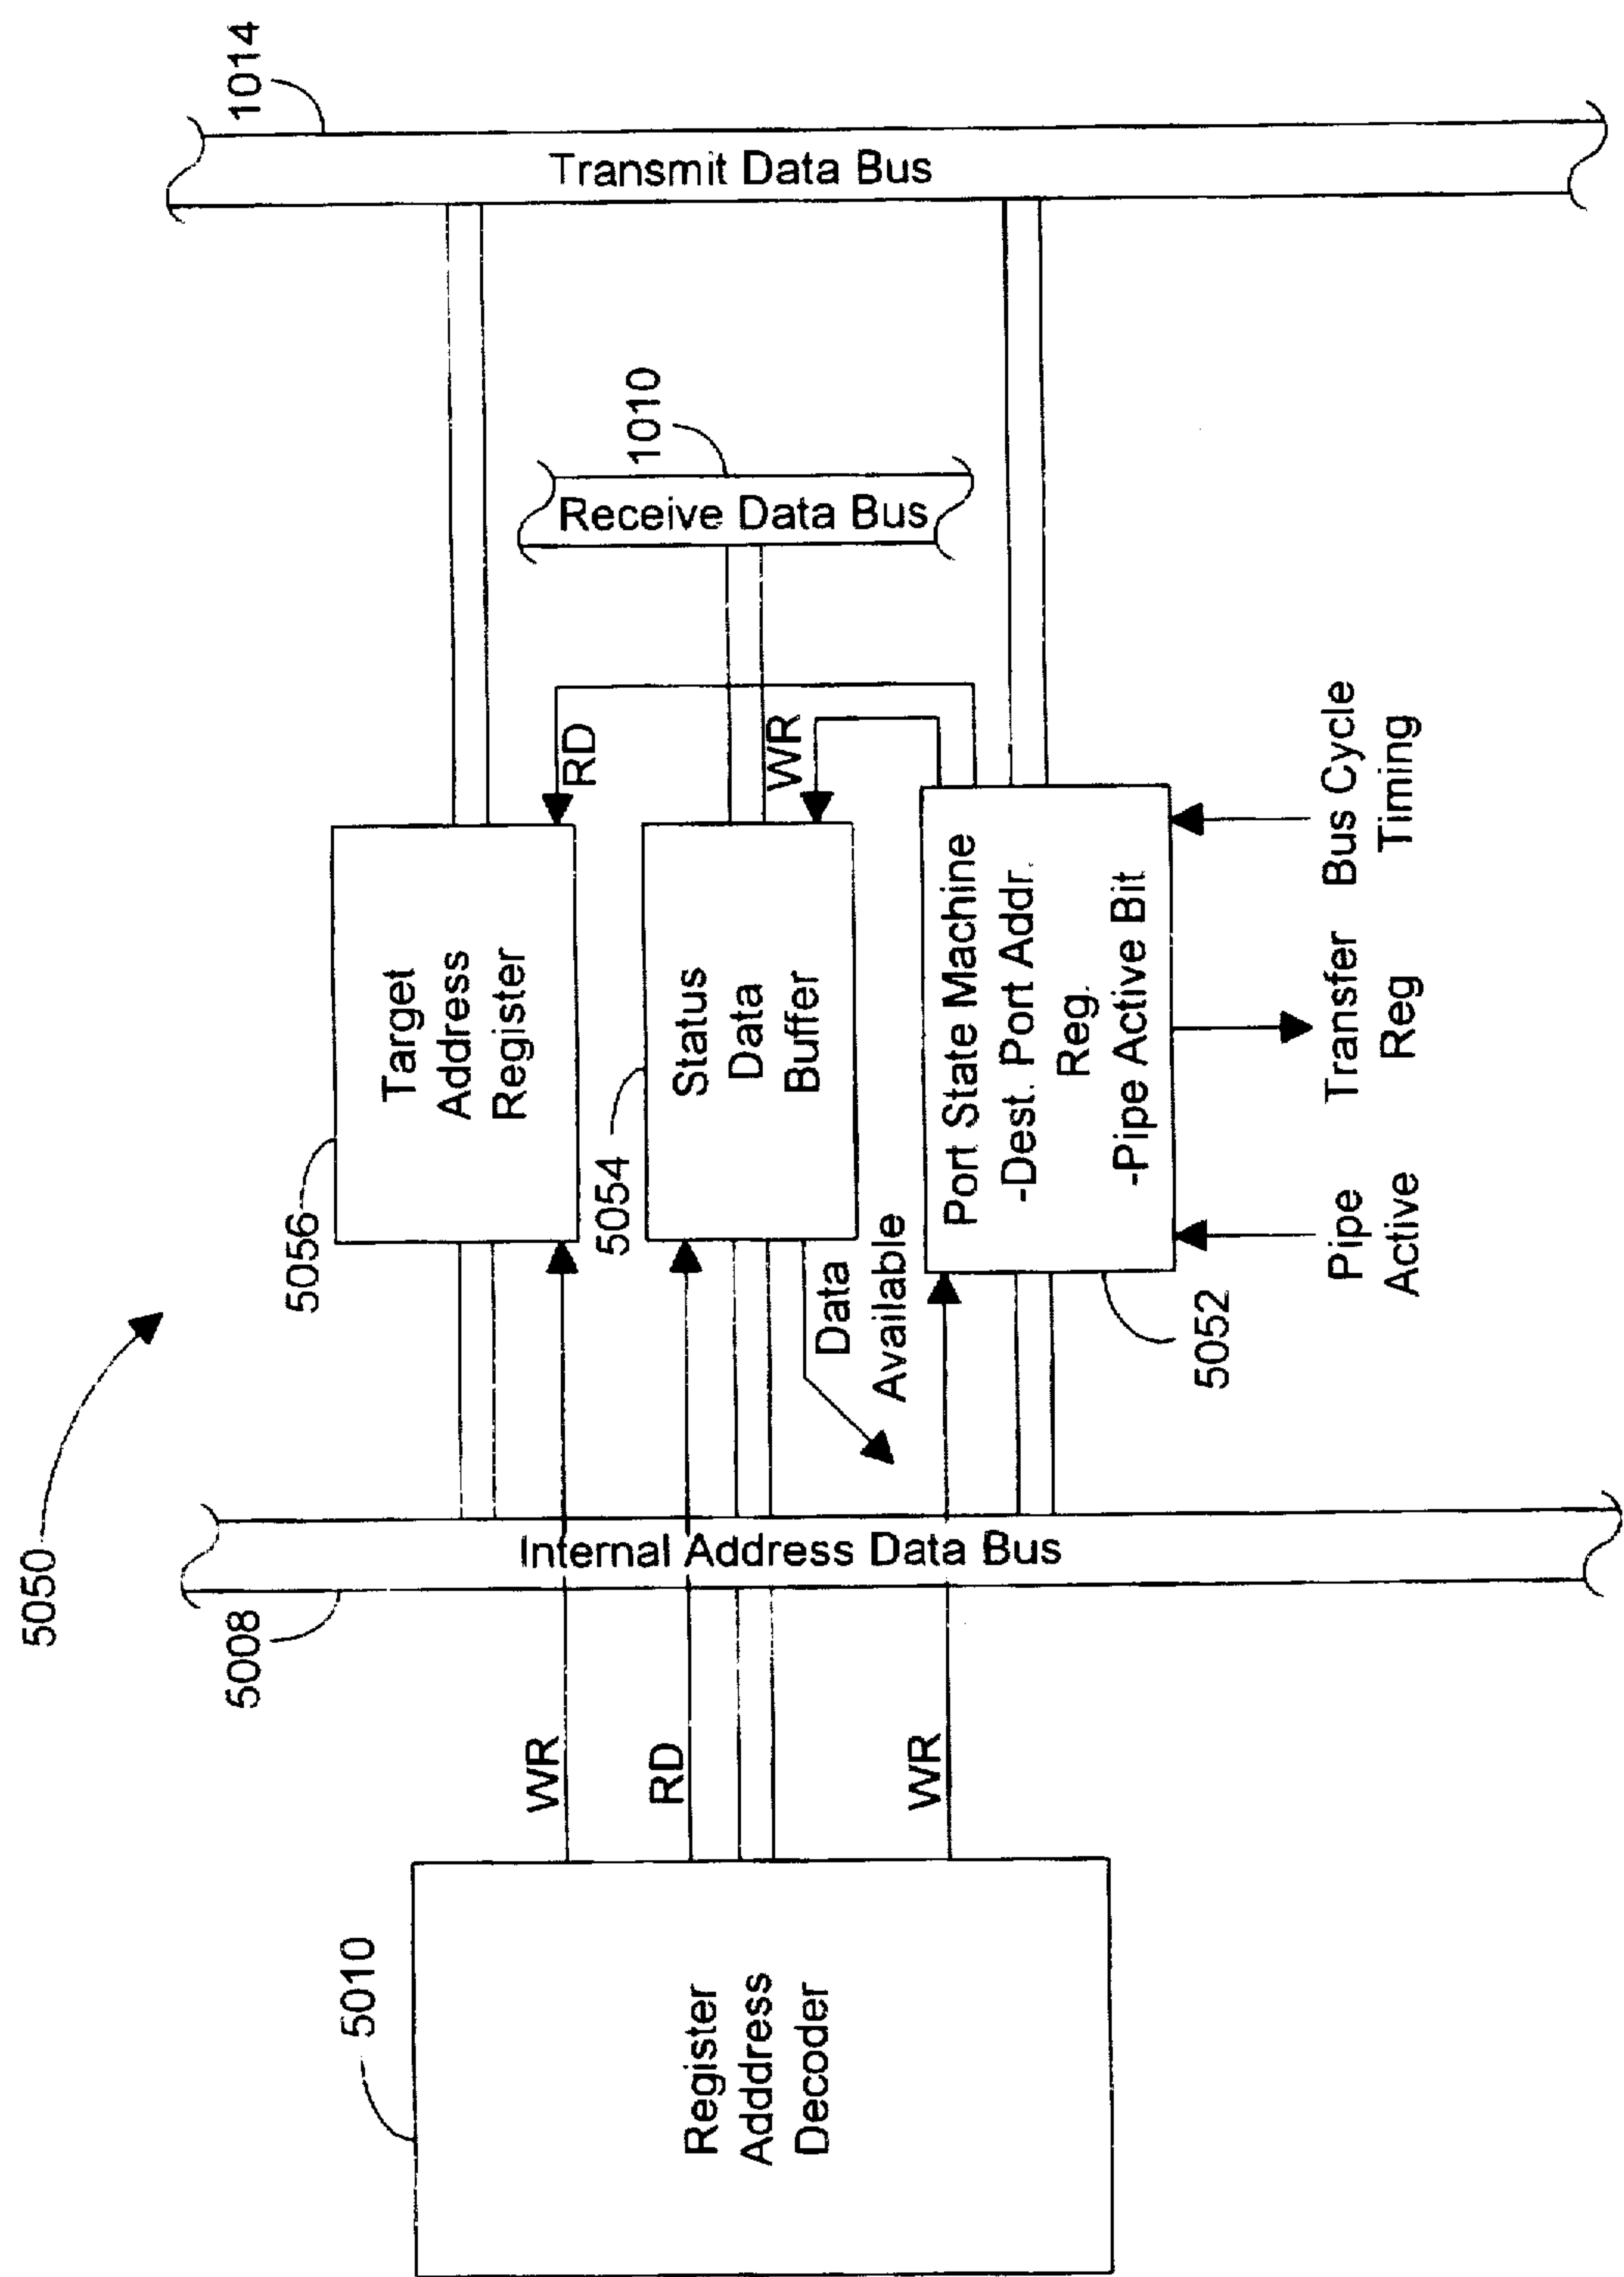 5050
5010
Register
Adddress
Decoder
WR
RD
WR
5008
Internal Address Data Bus
5056
Target
Address
Register
RD
5054
Status
Data
Buffer
WR
Data
Available
5052
Port State Machine
-Dest. Port Addr.
Reg.
-Pipe Active Bit
Pipe
Active
Transfer
Reg
Bus Cycle
Timing
1010
Receive Data Bus
1014
Transmit Data Bus